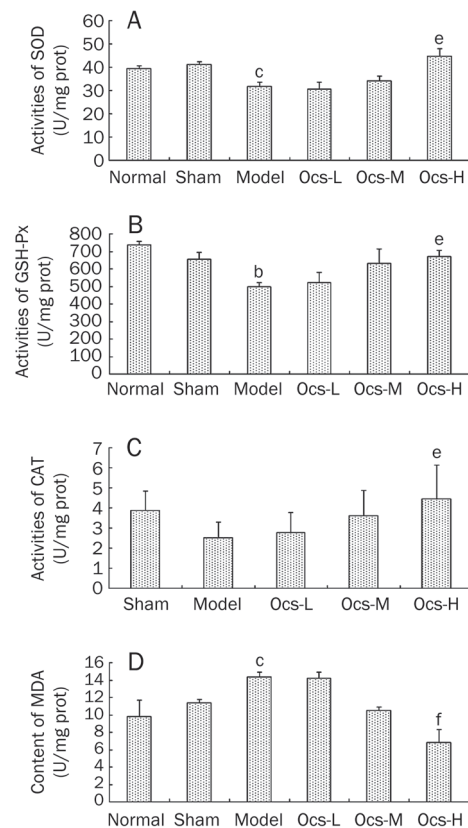 A
Activities of SOD
(U/mg prot)
60
50
40
30
20
10
0
c
e
Normal Sham Model Ocs-L Ocs-M Ocs-H
B
Activities of GSH-Px
(U/mg prot)
800
700
600
500
400
300
200
100
0
b
e
Normal Sham Model Ocs-L Ocs-M Ocs-H
C
Activities of CAT
(U/mg prot)
7
6
5
4
3
2
1
0
e
Sham Model Ocs-L Ocs-M Ocs-H
D
Content of MDA
(U/mg prot)
16
14
12
10
8
6
4
2
0
c
f
Normal Sham Model Ocs-L Ocs-M Ocs-H